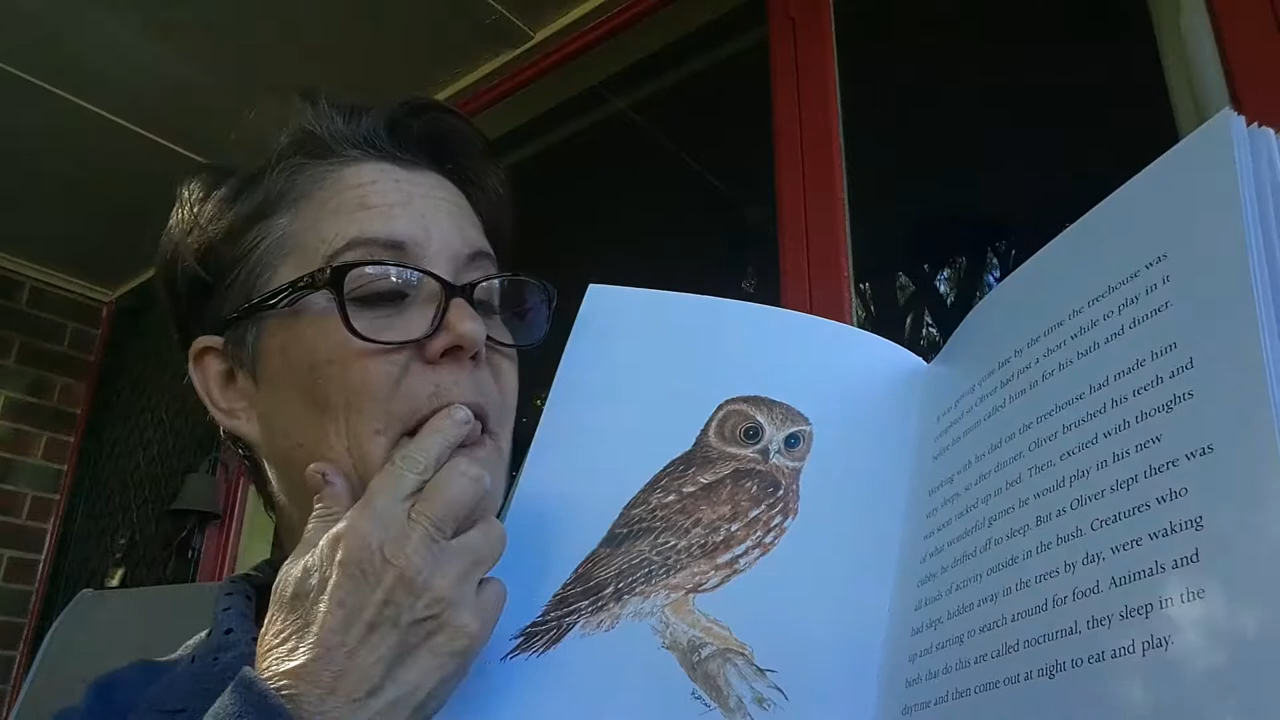 It was getting quite late by the time the treehouse was
completed so Oliver had just a short while to play in it
before his mum called him in for his bath and dinner.
Working with his dad on the treehouse had made him
very sleepy, so after dinner, Oliver brushed his teeth and
was soon tucked up in bed. Then, excited with thoughts
of what wonderful games he would play in his new
cubby, he drifted off to sleep. But as Oliver slept there was
all kinds of activity outside in the bush. Creatures who
had slept, hidden away in the trees by day, were waking
up and starting to search around for food. Animals and
birds that do this are called nocturnal, they sleep in the
daytime and then come out at night to eat and play.